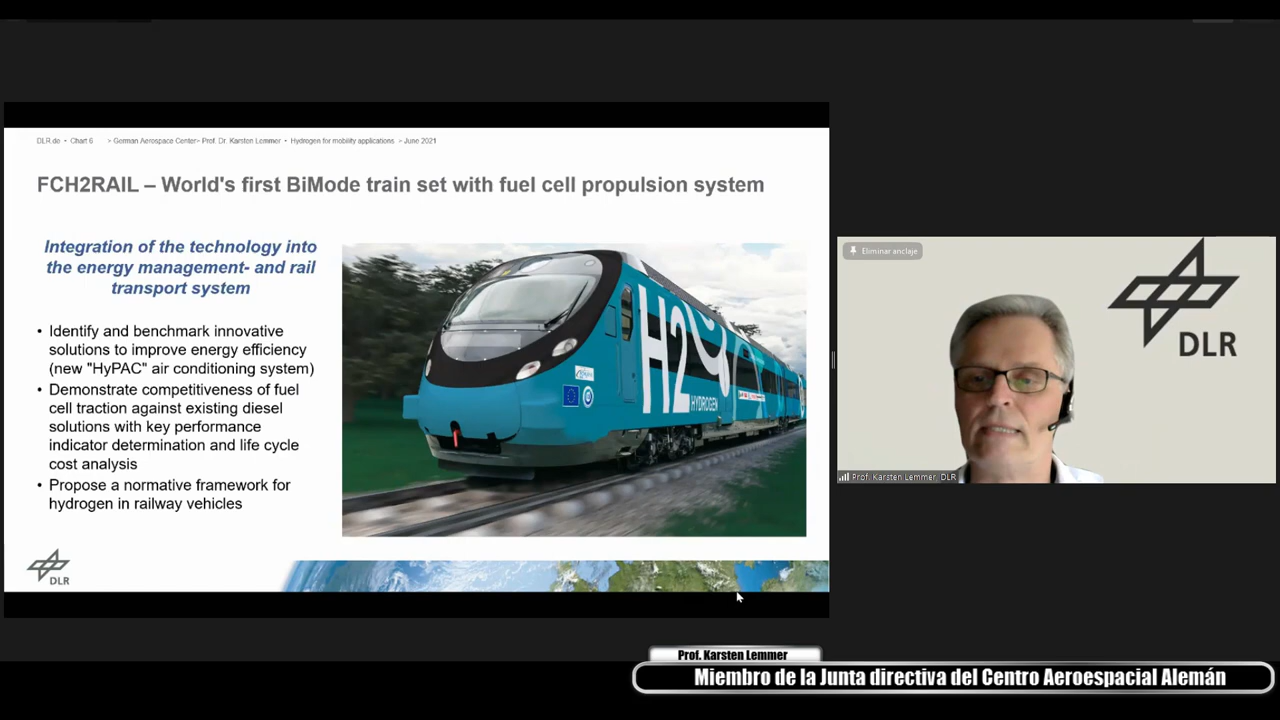 DLR.de • Chart 6 > German Aerospace Center> Prof. Dr. Karsten Lemmer • Hydrogen for mobility applications > June 2021
FCH2RAIL – World's first BiMode train set with fuel cell propulsion system
Integration of the technology into
the energy management- and rail
transport system
• Identify and benchmark innovative
solutions to improve energy efficiency
(new "HyPAC" air conditioning system)
• Demonstrate competitiveness of fuel
cell traction against existing diesel
solutions with key performance
indicator determination and life cycle
cost analysis
• Propose a normative framework for
hydrogen in railway vehicles
H2
HYDROGEN
DLR
Eliminar anclaje
DLR
Prof. Karsten Lemmer DLR
Prof. Karsten Lemmer
Miembro de la Junta directiva del Centro Aeroespacial Alemán